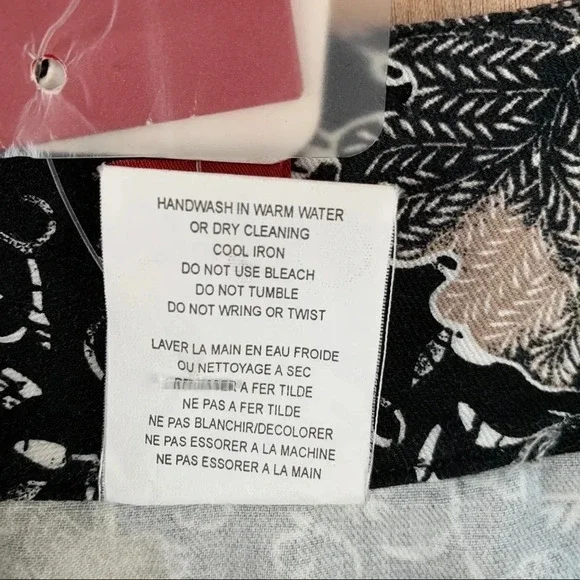 HANDWASH IN WARM WATER
OR DRY CLEANING
COOL IRON
DO NOT USE BLEACH
DO NOT TUMBLE
DO NOT WRING OR TWIST
LAVER LA MAIN EN EAU FROIDE
OU NETTOYAGE A SEC
A FER TILDE
NE PAS A FER TILDE
NE PAS BLANCHIR/DECOLORER
NE PAS ESSORER A LA MACHINE
NE PAS ESSORER A LA MAIN